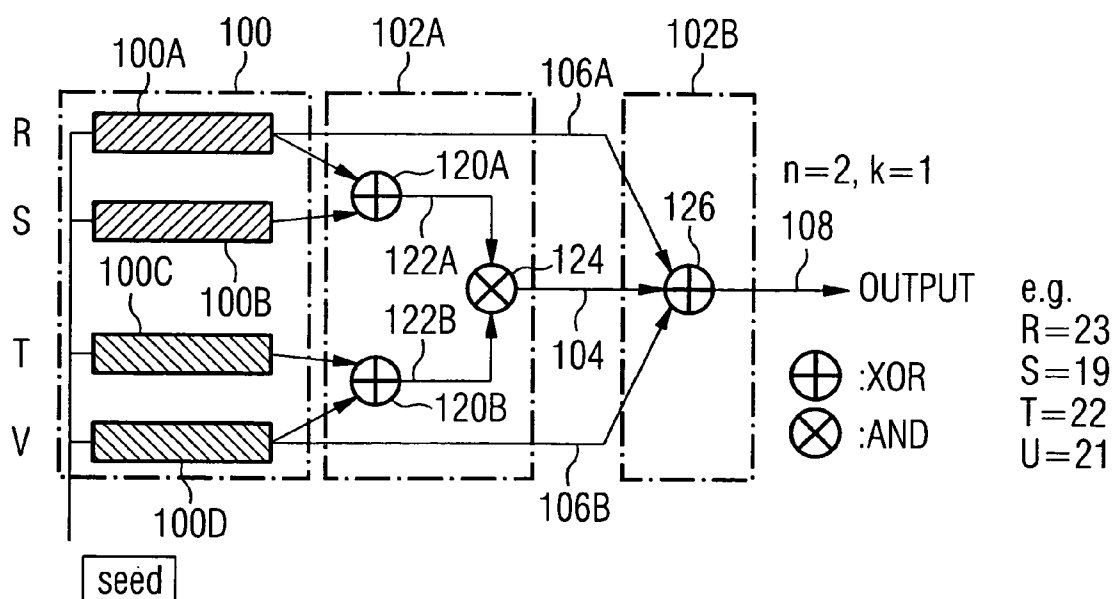 100
100A
102A
102B
106A
R
120A
n=2, k=1
S
126
108
122A
124
100C
100B
OUTPUT
e.g.
122B
R=23
T
104
:XOR
S=19
120B
T=22
V
:AND
U=21
100D
106B
seed